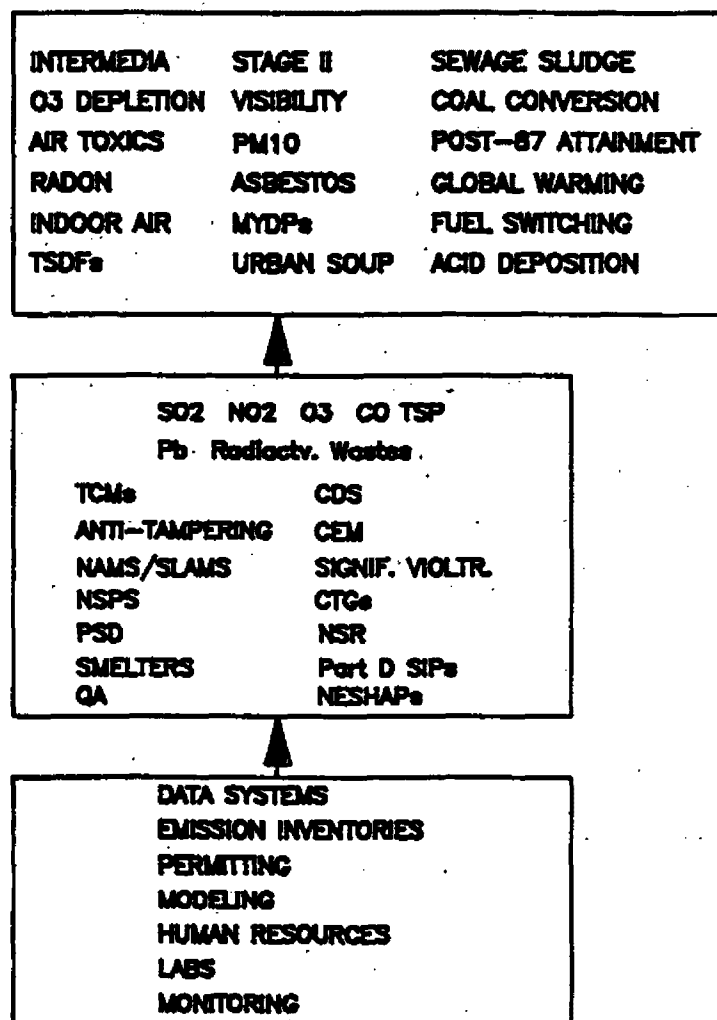 INTERMEDIA STAGE II SEWAGE SLUDGE
O3 DEPLETION VISIBILITY COAL CONVERSION
AIR TOXICS PM10 POST-87 ATTAINMENT
RADON ASBESTOS GLOBAL WARMING
INDOOR AIR MYDPs FUEL SWITCHING
TSDFs URBAN SOUP ACID DEPOSITION
SO2 NO2 O3 CO TSP
Pb Radiactv. Wastes
TCMs CDS
ANTI-TAMPERING CEM
NAMS/SLAMS SIGNIF. VIOLTR.
NSPS CTGs
PSD NSR
SMELTERS Part D SIPs
QA NESHAPs
DATA SYSTEMS
EMISSION INVENTORIES
PERMITTING
MODELING
HUMAN RESOURCES
LABS
MONITORING